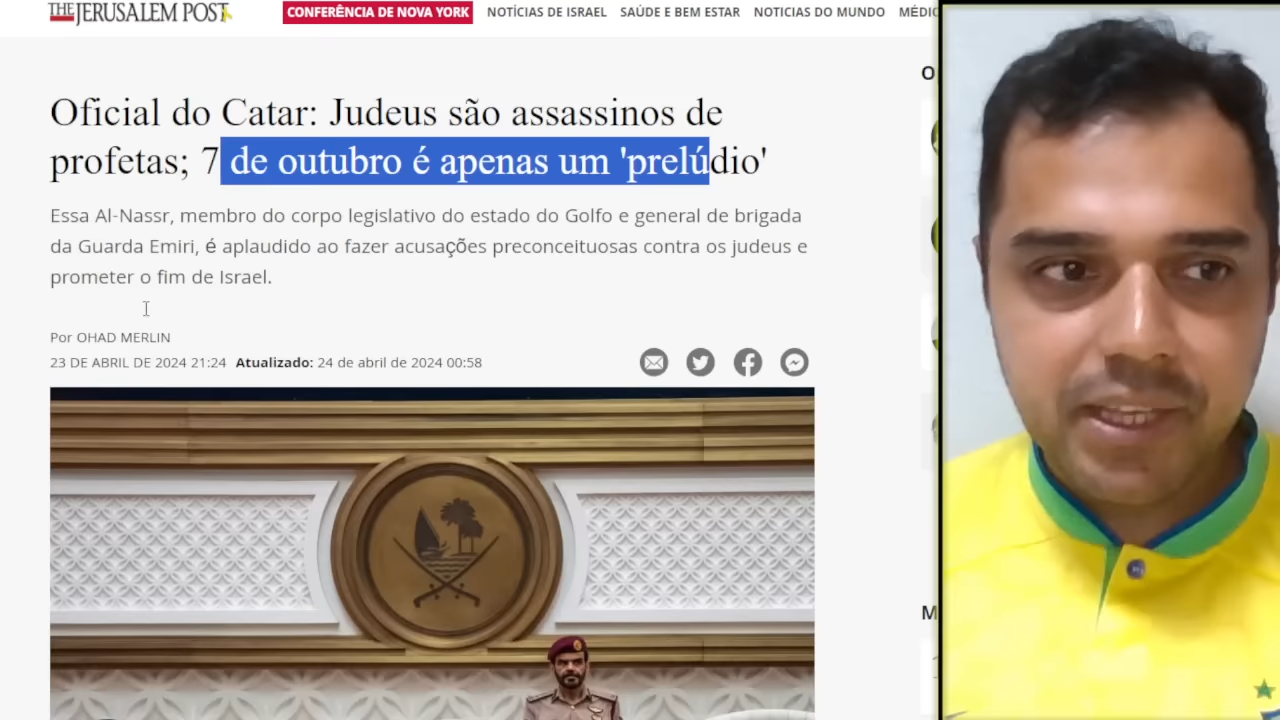 THE JERUSALEM POST
CONFERÊNCIA DE NOVA YORK NOTÍCIAS DE ISRAEL SAÚDE E BEM ESTAR NOTICIAS DO MUNDO MÉDIC
O
Oficial do Catar: Judeus são assassinos de
profetas; 7 de outubro é apenas um 'prelúdio'
Essa Al-Nassr, membro do corpo legislativo do estado do Golfo e general de brigada
da Guarda Emiri, é aplaudido ao fazer acusações preconceituosas contra os judeus e
prometer o fim de Israel.
Por OHAD MERLIN
23 DE ABRIL DE 2024 21:24 Atualizado: 24 de abril de 2024 00:58
M